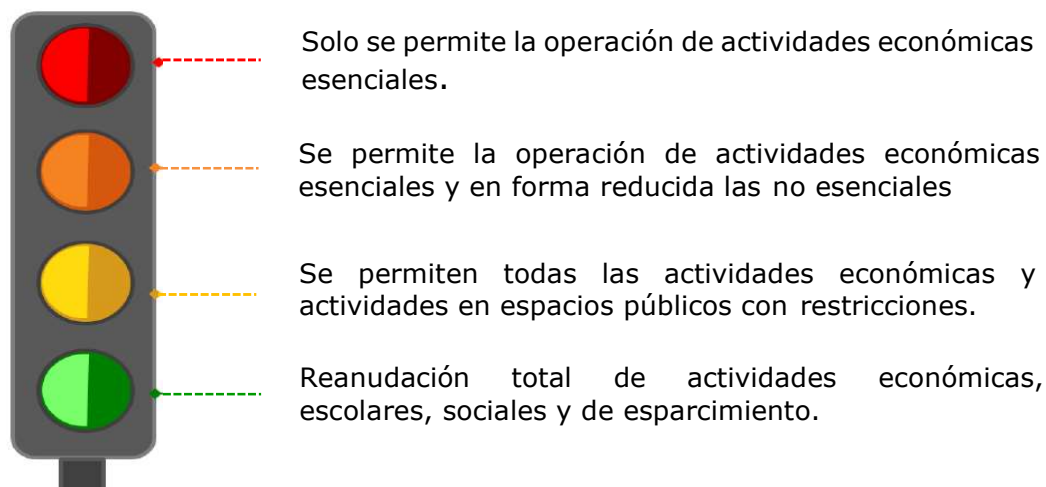 Solo se permite la operación de actividades económicas
esenciales.
Se permite la operación de actividades económicas
esenciales y en forma reducida las no esenciales
Se permiten todas las actividades económicas y
actividades en espacios públicos con restricciones.
Reanudación total de actividades económicas,
escolares, sociales y de esparcimiento.